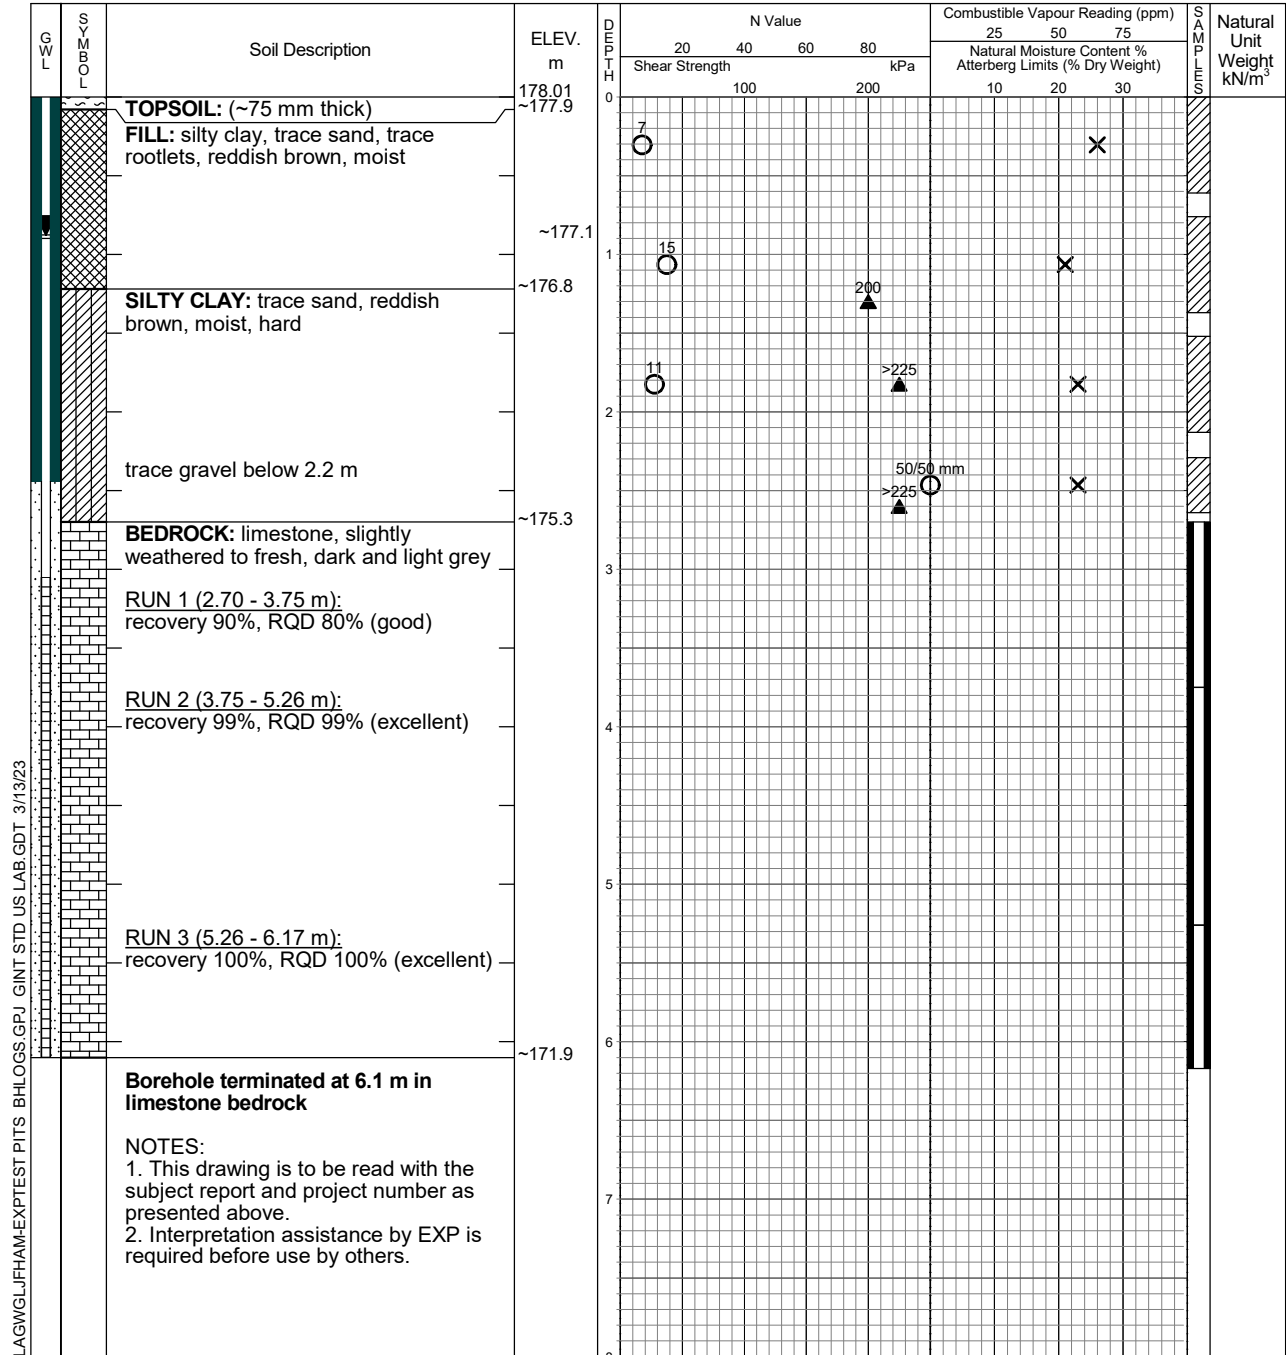 GWL
SYMBOL
Soil Description
ELEV.
m
DEPTH
N Value
20 40 60 80
Shear Strength kPa
100 200
Combustible Vapour Reading (ppm)
25 50 75
Natural Moisture Content %
Atterberg Limits (% Dry Weight)
10 20 30
SAMPLES
Natural
Unit
Weight
kN/m³
178.01
0
TOPSOIL: (~75 mm thick)
~177.9
FILL: silty clay, trace sand, trace
rootlets, reddish brown, moist
7
~177.1
15
1
~176.8
200
SILTY CLAY: trace sand, reddish
brown, moist, hard
11
>225
2
trace gravel below 2.2 m
50/50 mm
>225
~175.3
BEDROCK: limestone, slightly
weathered to fresh, dark and light grey
3
RUN 1 (2.70 - 3.75 m):
recovery 90%, RQD 80% (good)
RUN 2 (3.75 - 5.26 m):
recovery 99%, RQD 99% (excellent)
4
5
RUN 3 (5.26 - 6.17 m):
recovery 100%, RQD 100% (excellent)
6
~171.9
Borehole terminated at 6.1 m in
limestone bedrock
NOTES:
1. This drawing is to be read with the
subject report and project number as
presented above.
2. Interpretation assistance by EXP is
required before use by others.
7
LAGWGLJFHAM-EXPTEST PITS BHLOGS.GPJ GINT STD US LAB.GDT 3/13/23